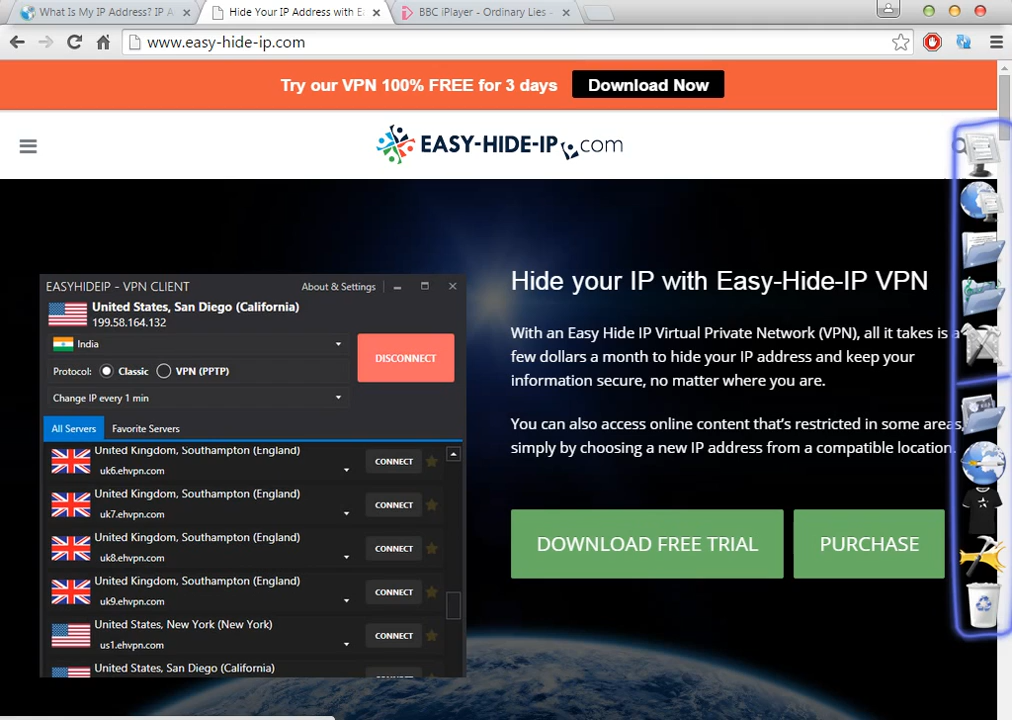 What Is My IP Address? IP A
Hide Your IP Address with E
BBC iPlayer - Ordinary Lies -
www.easy-hide-ip.com
Try our VPN 100% FREE for 3 days
Download Now
EASY-HIDE-IP.com
EASYHIDEIP - VPN CLIENT
About & Settings
United States, San Diego (California)
199.58.164.132
India
DISCONNECT
Protocol: Classic VPN (PPTP)
Change IP every 1 min
All Servers Favorite Servers
United Kingdom, Southampton (England)
uk6.ehvpn.com
CONNECT
United Kingdom, Southampton (England)
uk7.ehvpn.com
CONNECT
United Kingdom, Southampton (England)
uk8.ehvpn.com
CONNECT
United Kingdom, Southampton (England)
uk9.ehvpn.com
CONNECT
United States, New York (New York)
us1.ehvpn.com
CONNECT
United States, San Diego (California)
Hide your IP with Easy-Hide-IP VPN
With an Easy Hide IP Virtual Private Network (VPN), all it takes is a
few dollars a month to hide your IP address and keep your
information secure, no matter where you are.
You can also access online content that's restricted in some areas,
simply by choosing a new IP address from a compatible location.
DOWNLOAD FREE TRIAL
PURCHASE